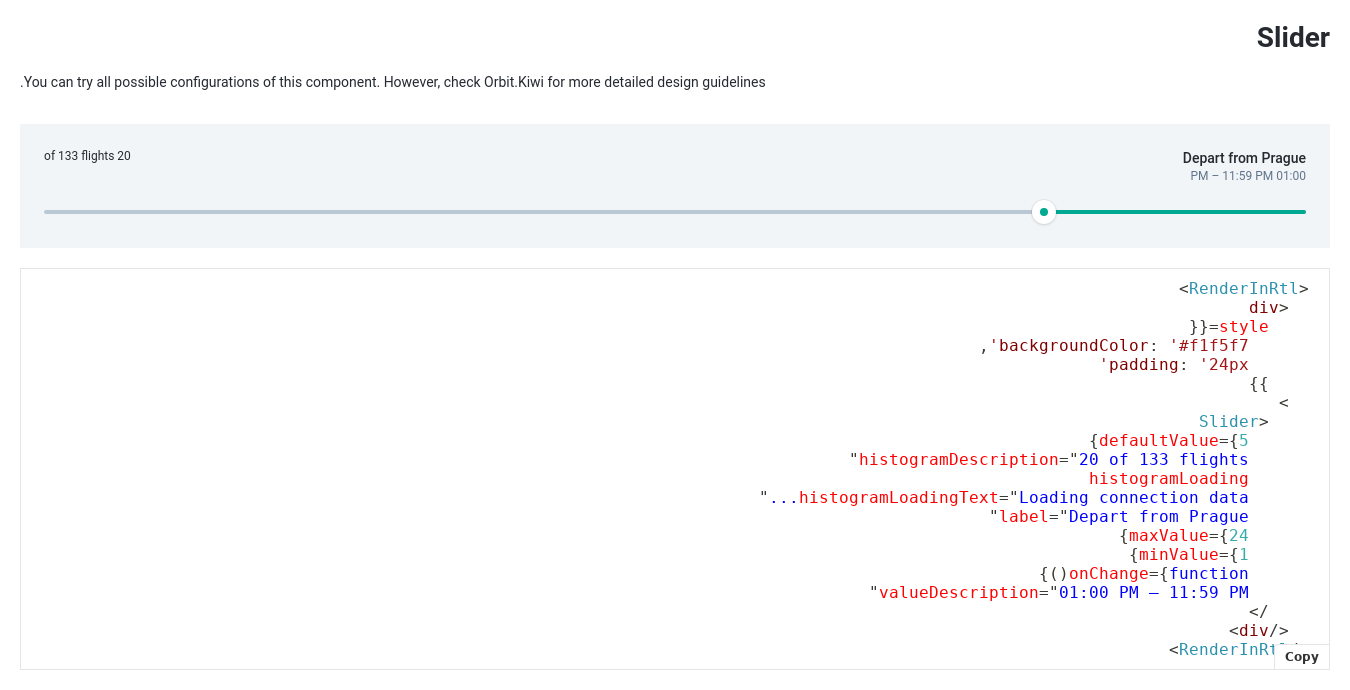 Slider
.You can try all possible configurations of this component. However, check Orbit.Kiwi for more detailed design guidelines
of 133 flights 20
Depart from Prague
PM – 11:59 PM 01:00
<RenderInRtl>
div>
}}=style
,'backgroundColor: '#f1f5f7
'padding: '24px
{{
<
Slider>
{defaultValue={5
"histogramDescription="20 of 133 flights
histogramLoading
"...histogramLoadingText="Loading connection data
"label="Depart from Prague
{maxValue={24
{minValue={1
{()onChange={function
"valueDescription="01:00 PM – 11:59 PM
</
<div/>
<RenderInRtl/>
Copy